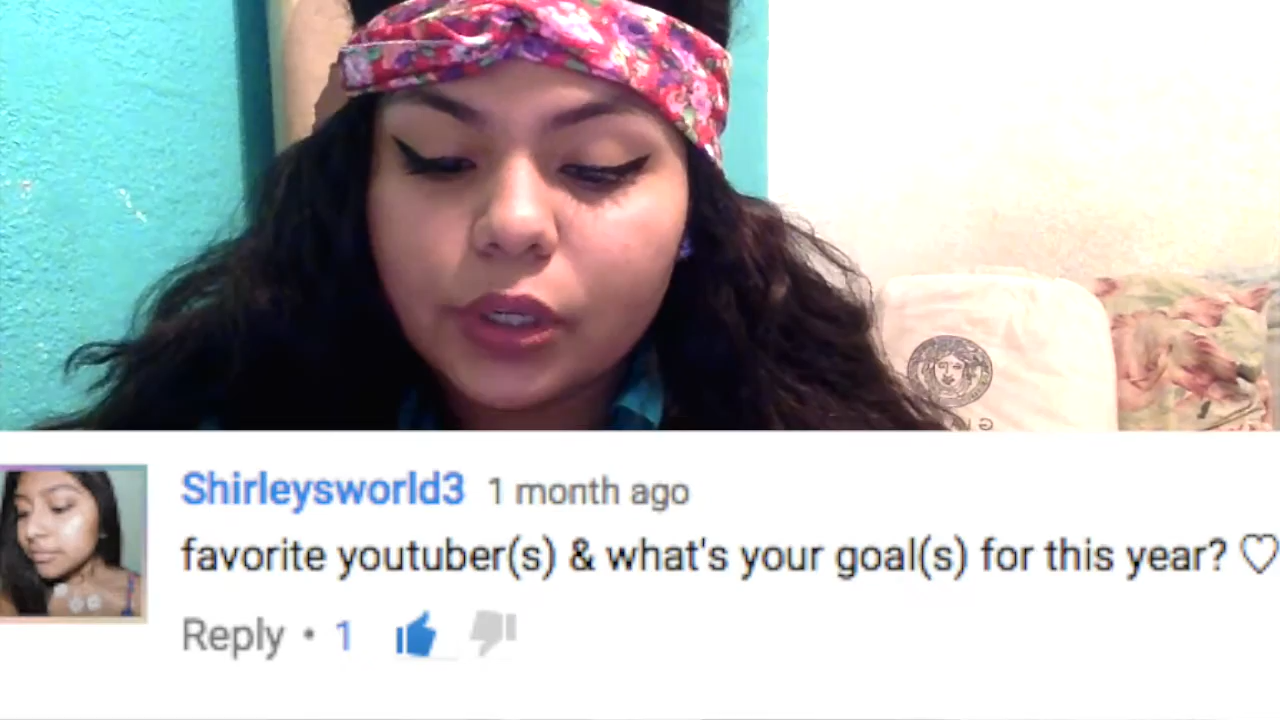 Shirleysworld3 1 month ago
favorite youtuber(s) & what's your goal(s) for this year? ♡
Reply • 1